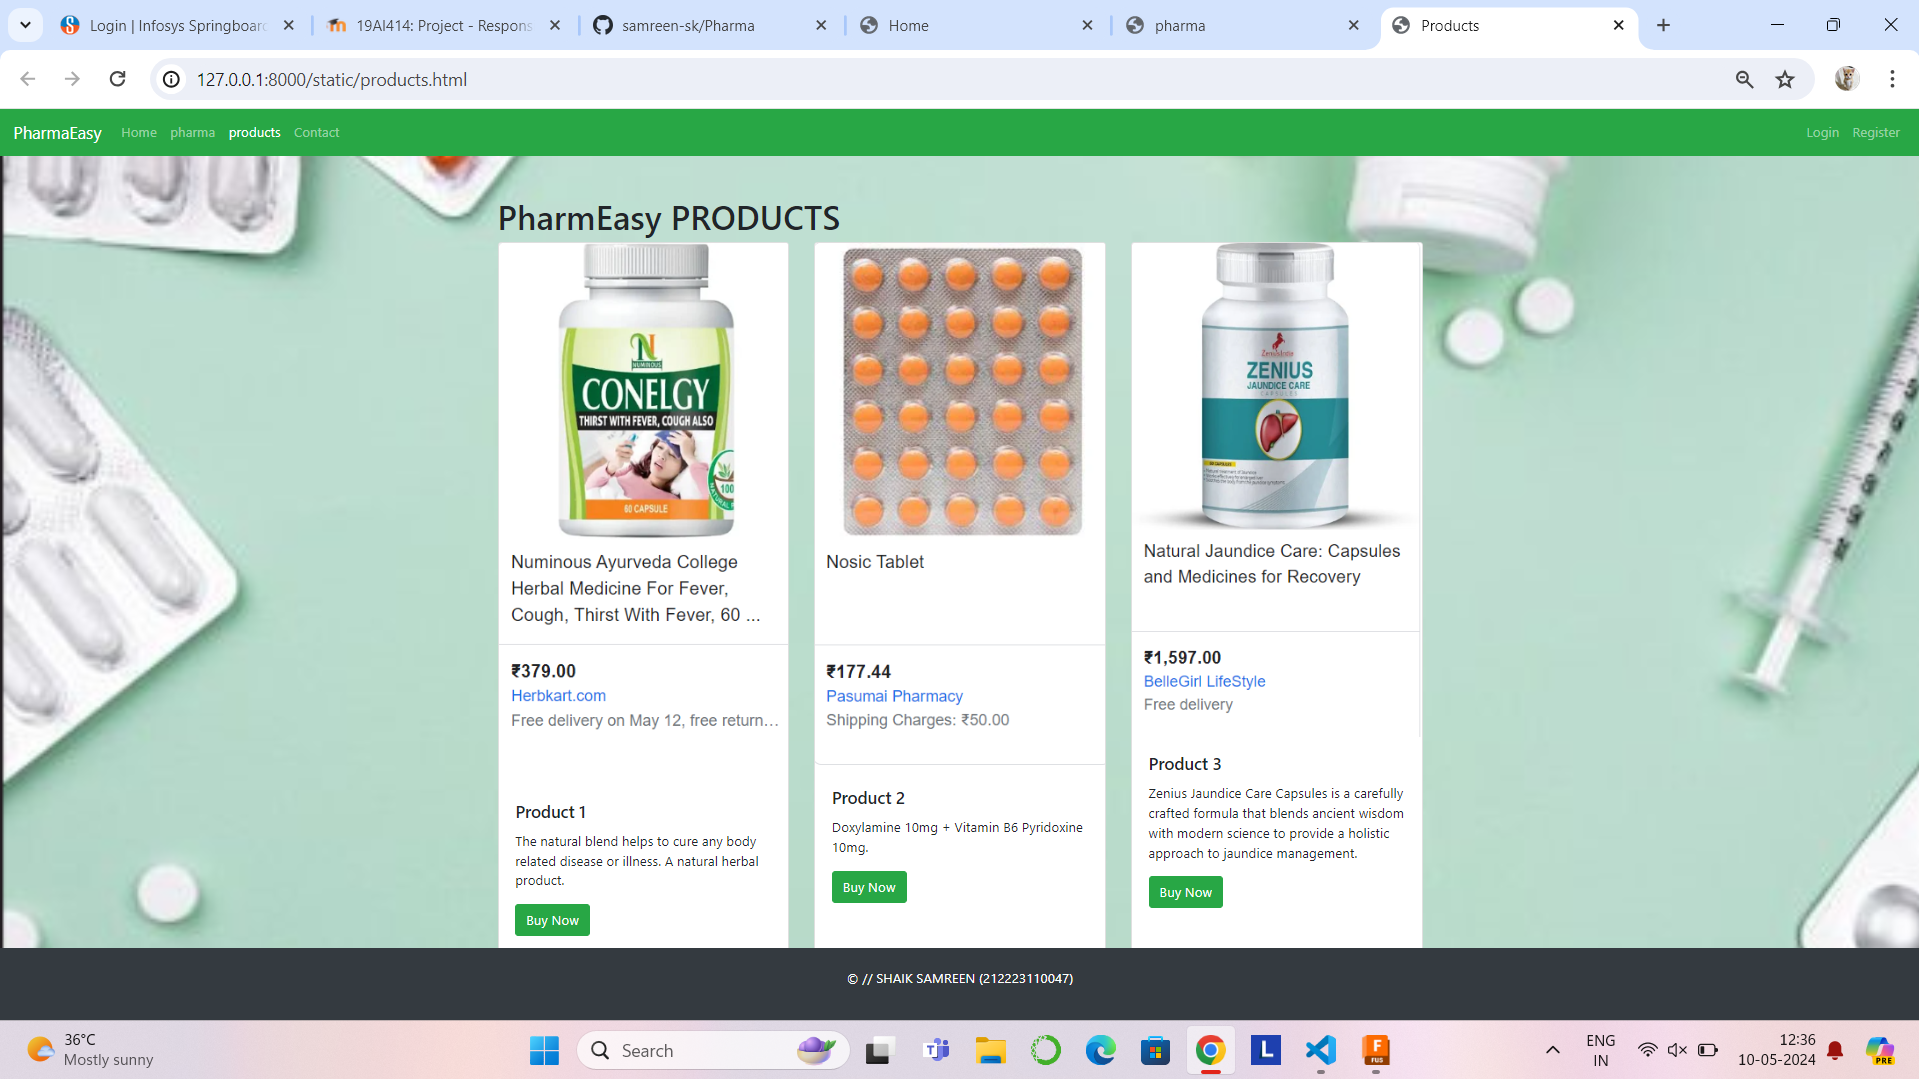 Login | Infosys Springboard
19AI414: Project - Respons
samreen-sk/Pharma
Home
pharma
Products
127.0.0.1:8000/static/products.html
PharmaEasy
Home
pharma
products
Contact
Login
Register
PharmEasy PRODUCTS
N
NUMINOUS
CONELGY
THIRST WITH FEVER, COUGH ALSO
100
60 CAPSULE
Numinous Ayurveda College
Herbal Medicine For Fever,
Cough, Thirst With Fever, 60 ...
₹379.00
Herbkart.com
Free delivery on May 12, free return...
Product 1
The natural blend helps to cure any body
related disease or illness. A natural herbal
product.
Buy Now
Nosic Tablet
₹177.44
Pasumai Pharmacy
Shipping Charges: ₹50.00
Product 2
Doxylamine 10mg + Vitamin B6 Pyridoxine
10mg.
Buy Now
ZENIUS
JAUNDICE CARE
CAPSULES
Natural Jaundice Care: Capsules
and Medicines for Recovery
₹1,597.00
BelleGirl LifeStyle
Free delivery
Product 3
Zenius Jaundice Care Capsules is a carefully
crafted formula that blends ancient wisdom
with modern science to provide a holistic
approach to jaundice management.
Buy Now
© // SHAIK SAMREEN (212223110047)
36°C
Mostly sunny
Search
L
F
FUS
ENG
IN
12:36
10-05-2024
PRE